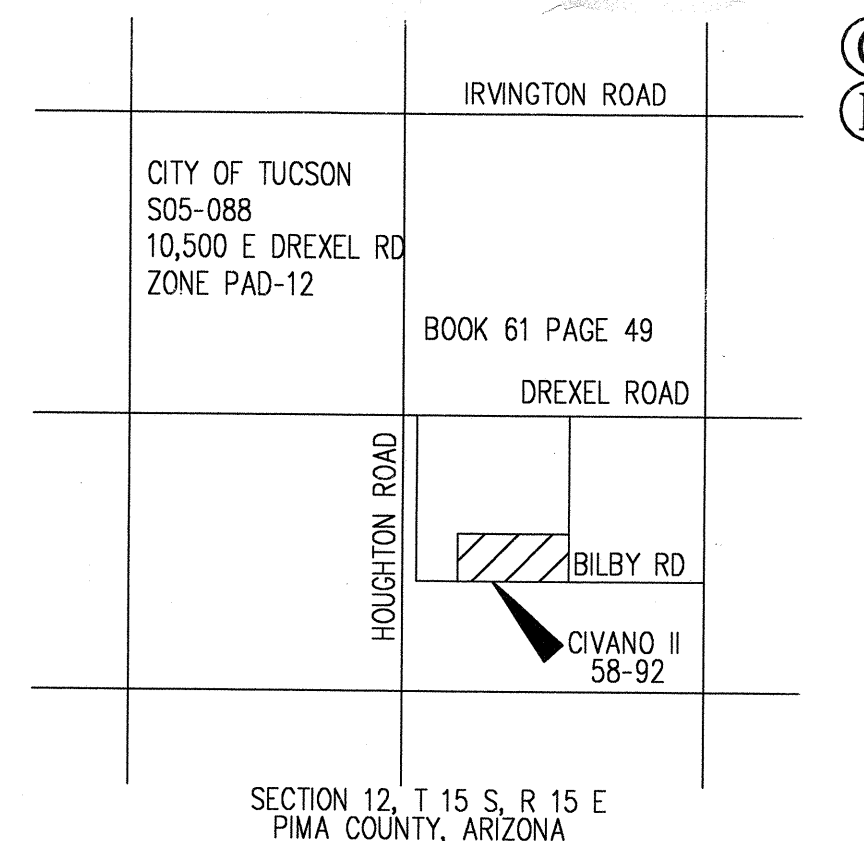 IRVINGTON ROAD
CITY OF TUCSON
S05-088
10,500 E DREXEL RD
ZONE PAD-12
BOOK 61 PAGE 49
DREXEL ROAD
HOUGHTON ROAD
BILBY RD
CIVANO II
58-92
SECTION 12, T 15 S, R 15 E
PIMA COUNTY, ARIZONA